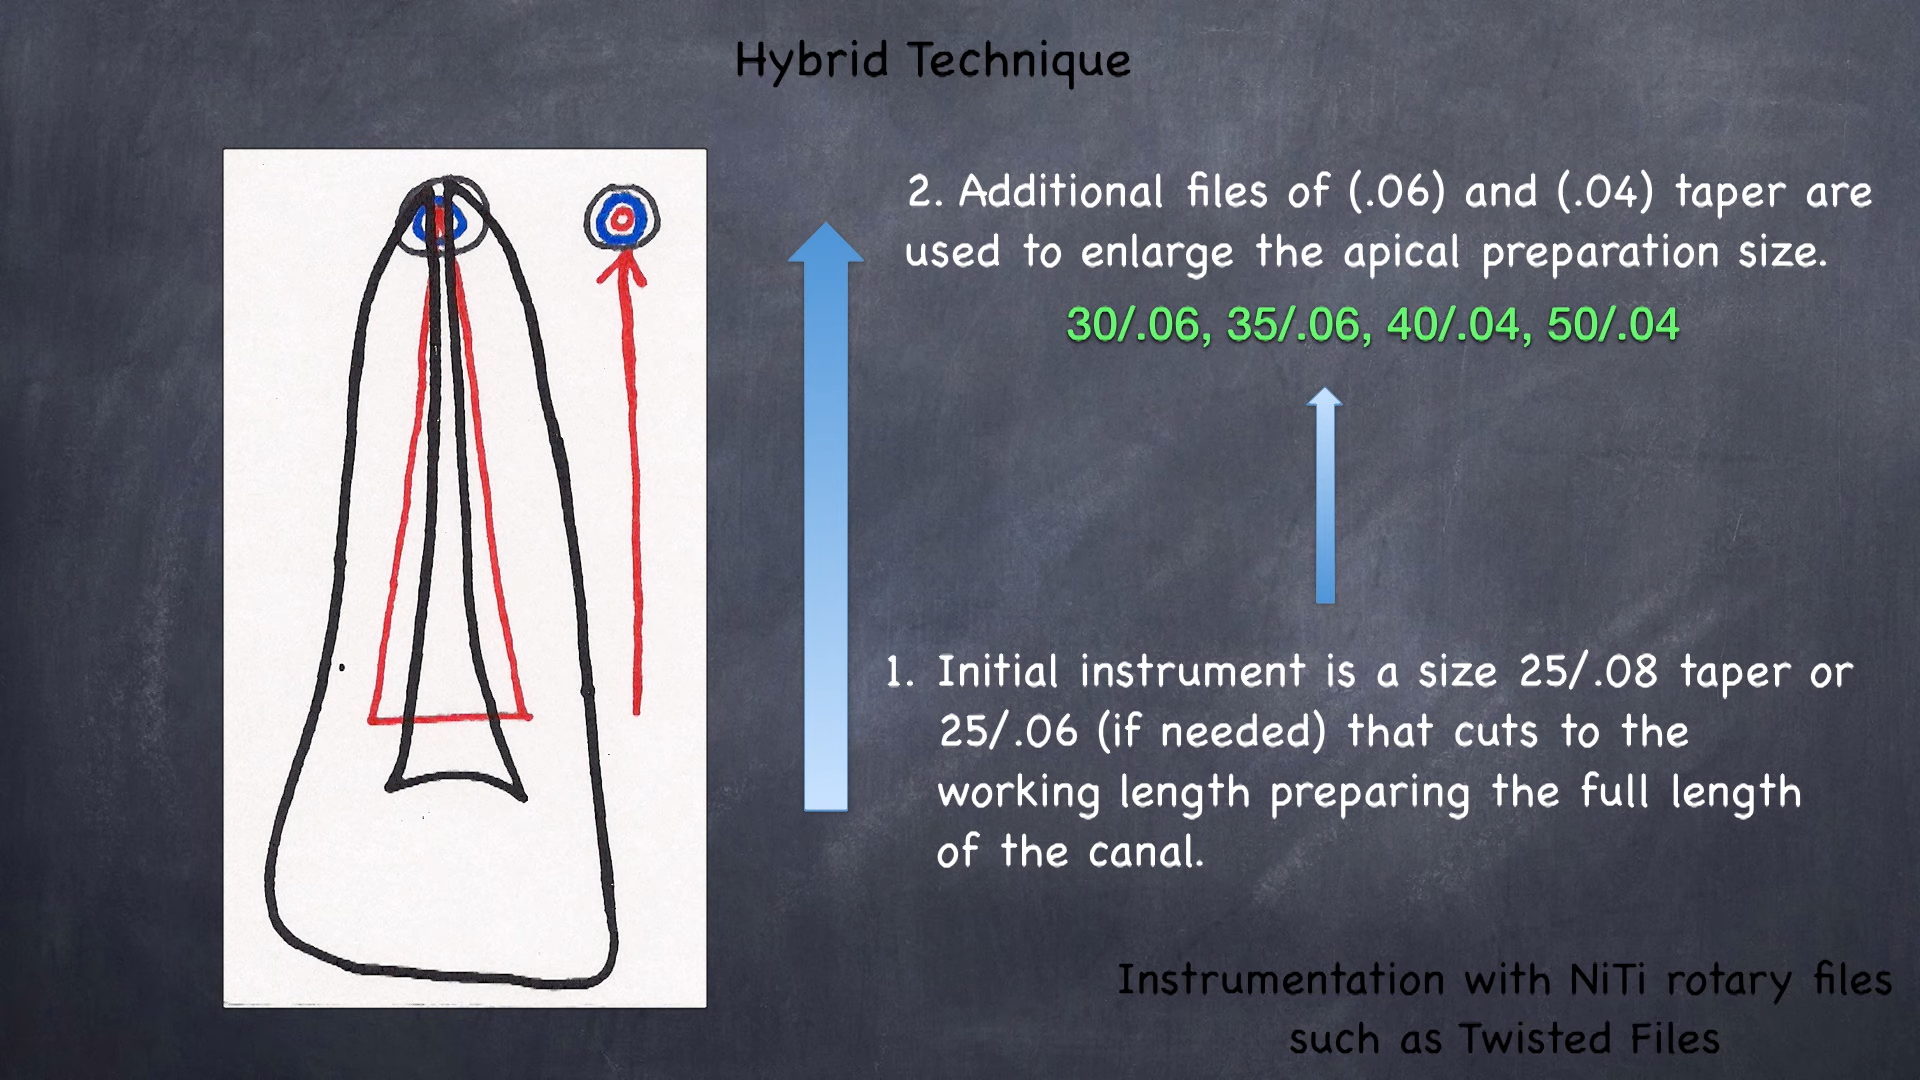 Hybrid Technique
2. Additional files of (.06) and (.04) taper are
used to enlarge the apical preparation size.
30/.06, 35/.06, 40/.04, 50/.04
1. Initial instrument is a size 25/.08 taper or
25/.06 (if needed) that cuts to the
working length preparing the full length
of the canal.
Instrumentation with NiTi rotary files
such as Twisted Files